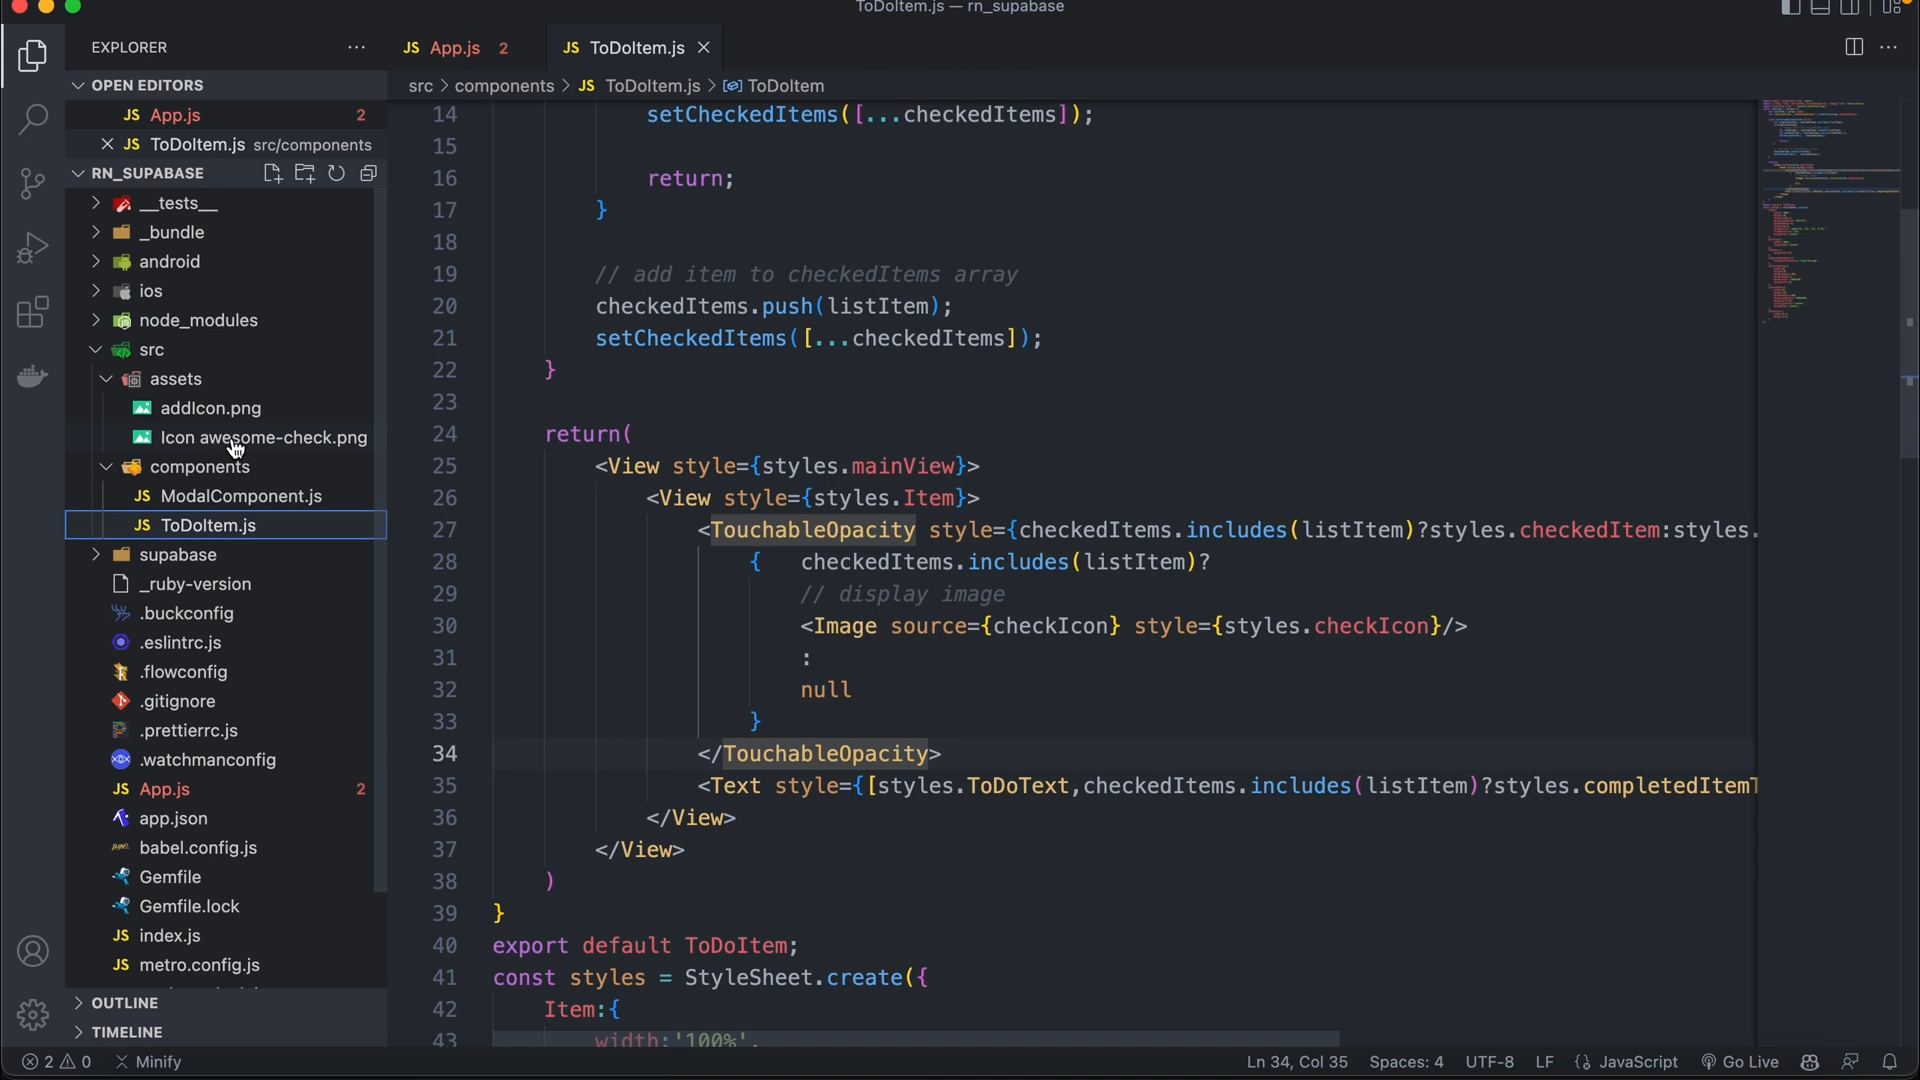 ToDoItem.js — rn_supabase
EXPLORER
JS App.js 2
JS ToDoItem.js
OPEN EDITORS
JS App.js 2
JS ToDoItem.js src/components
RN_SUPABASE
__tests__
_bundle
android
ios
node_modules
src
assets
addIcon.png
Icon awesome-check.png
components
JS ModalComponent.js
JS ToDoItem.js
supabase
_ruby-version
.buckconfig
.eslintrc.js
.flowconfig
.gitignore
.prettierrc.js
.watchmanconfig
JS App.js 2
app.json
babel.config.js
Gemfile
Gemfile.lock
JS index.js
JS metro.config.js
OUTLINE
TIMELINE
src > components > JS ToDoItem.js > ToDoItem
14 setCheckedItems([...checkedItems]);
15
16 return;
17 }
18
19 // add item to checkedItems array
20 checkedItems.push(listItem);
21 setCheckedItems([...checkedItems]);
22 }
23
24 return(
25 <View style={styles.mainView}>
26 <View style={styles.Item}>
27 <TouchableOpacity style={checkedItems.includes(listItem)?styles.checkedItem:styles.
28 { checkedItems.includes(listItem)?
29 // display image
30 <Image source={checkIcon} style={styles.checkIcon}/>
31 :
32 null
33 }
34 </TouchableOpacity>
35 <Text style={[styles.ToDoText,checkedItems.includes(listItem)?styles.completedItemT
36 </View>
37 </View>
38 )
39 }
40 export default ToDoItem;
41 const styles = StyleSheet.create({
42 Item:{
43 width:'100%',
2 0 Minify
Ln 34, Col 35 Spaces: 4 UTF-8 LF {} JavaScript Go Live